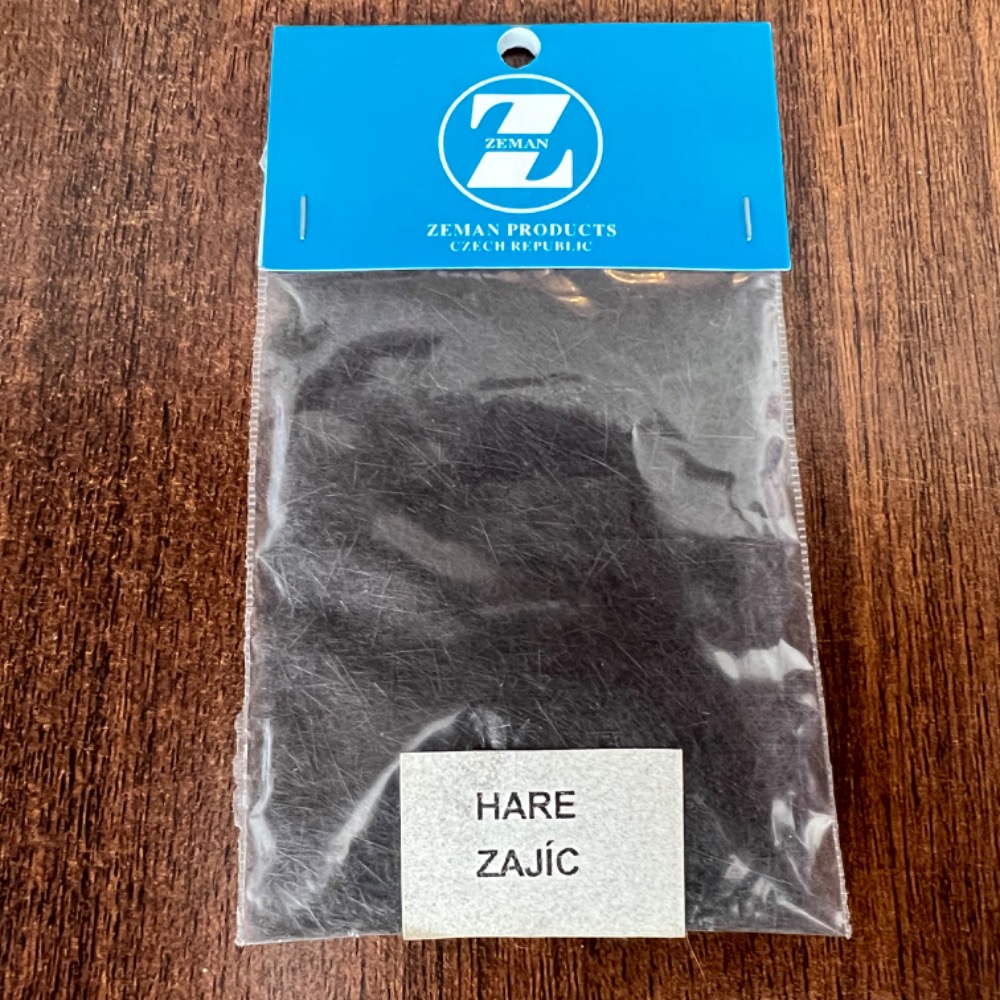 Z
ZEMAN
ZEMAN PRODUCTS
CZECH REPUBLIC
HARE
ZAJÍC